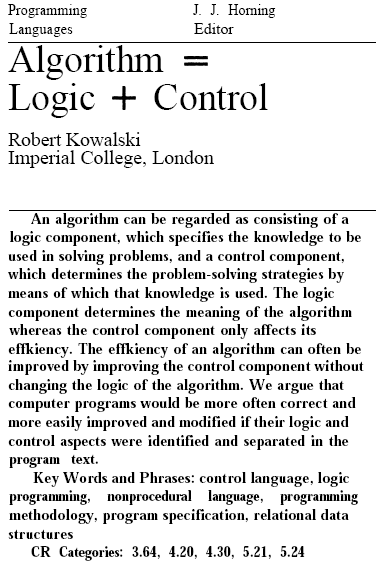 Programming J. J. Horning
Languages Editor
Algorithm =
Logic + Control
Robert Kowalski
Imperial College, London
An algorithm can be regarded as consisting of a
logic component, which specifies the knowledge to be
used in solving problems, and a control component,
which determines the problem-solving strategies by
means of which that knowledge is used. The logic
component determines the meaning of the algorithm
whereas the control component only affects its
effkiency. The effkiency of an algorithm can often be
improved by improving the control component without
changing the logic of the algorithm. We argue that
computer programs would be more often correct and
more easily improved and modified if their logic and
control aspects were identified and separated in the
program text.
Key Words and Phrases: control language, logic
programming, nonprocedural language, programming
methodology, program specification, relational data
structures
CR Categories: 3.64, 4.20, 4.30, 5.21, 5.24